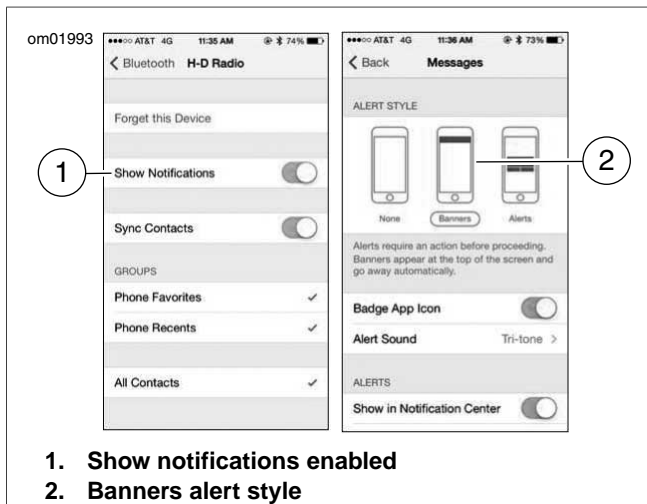 om01993
●●●○○ AT&T 4G 11:35 AM 74%
Bluetooth H-D Radio
Forget this Device
Show Notifications
Sync Contacts
GROUPS
Phone Favorites
Phone Recents
All Contacts
1
●●●○○ AT&T 4G 11:36 AM 73%
Back Messages
ALERT STYLE
None Banners Alerts
Alerts require an action before proceeding.
Banners appear at the top of the screen and
go away automatically.
Badge App Icon
Alert Sound Tri-tone >
ALERTS
Show in Notification Center
2
1. Show notifications enabled
2. Banners alert style